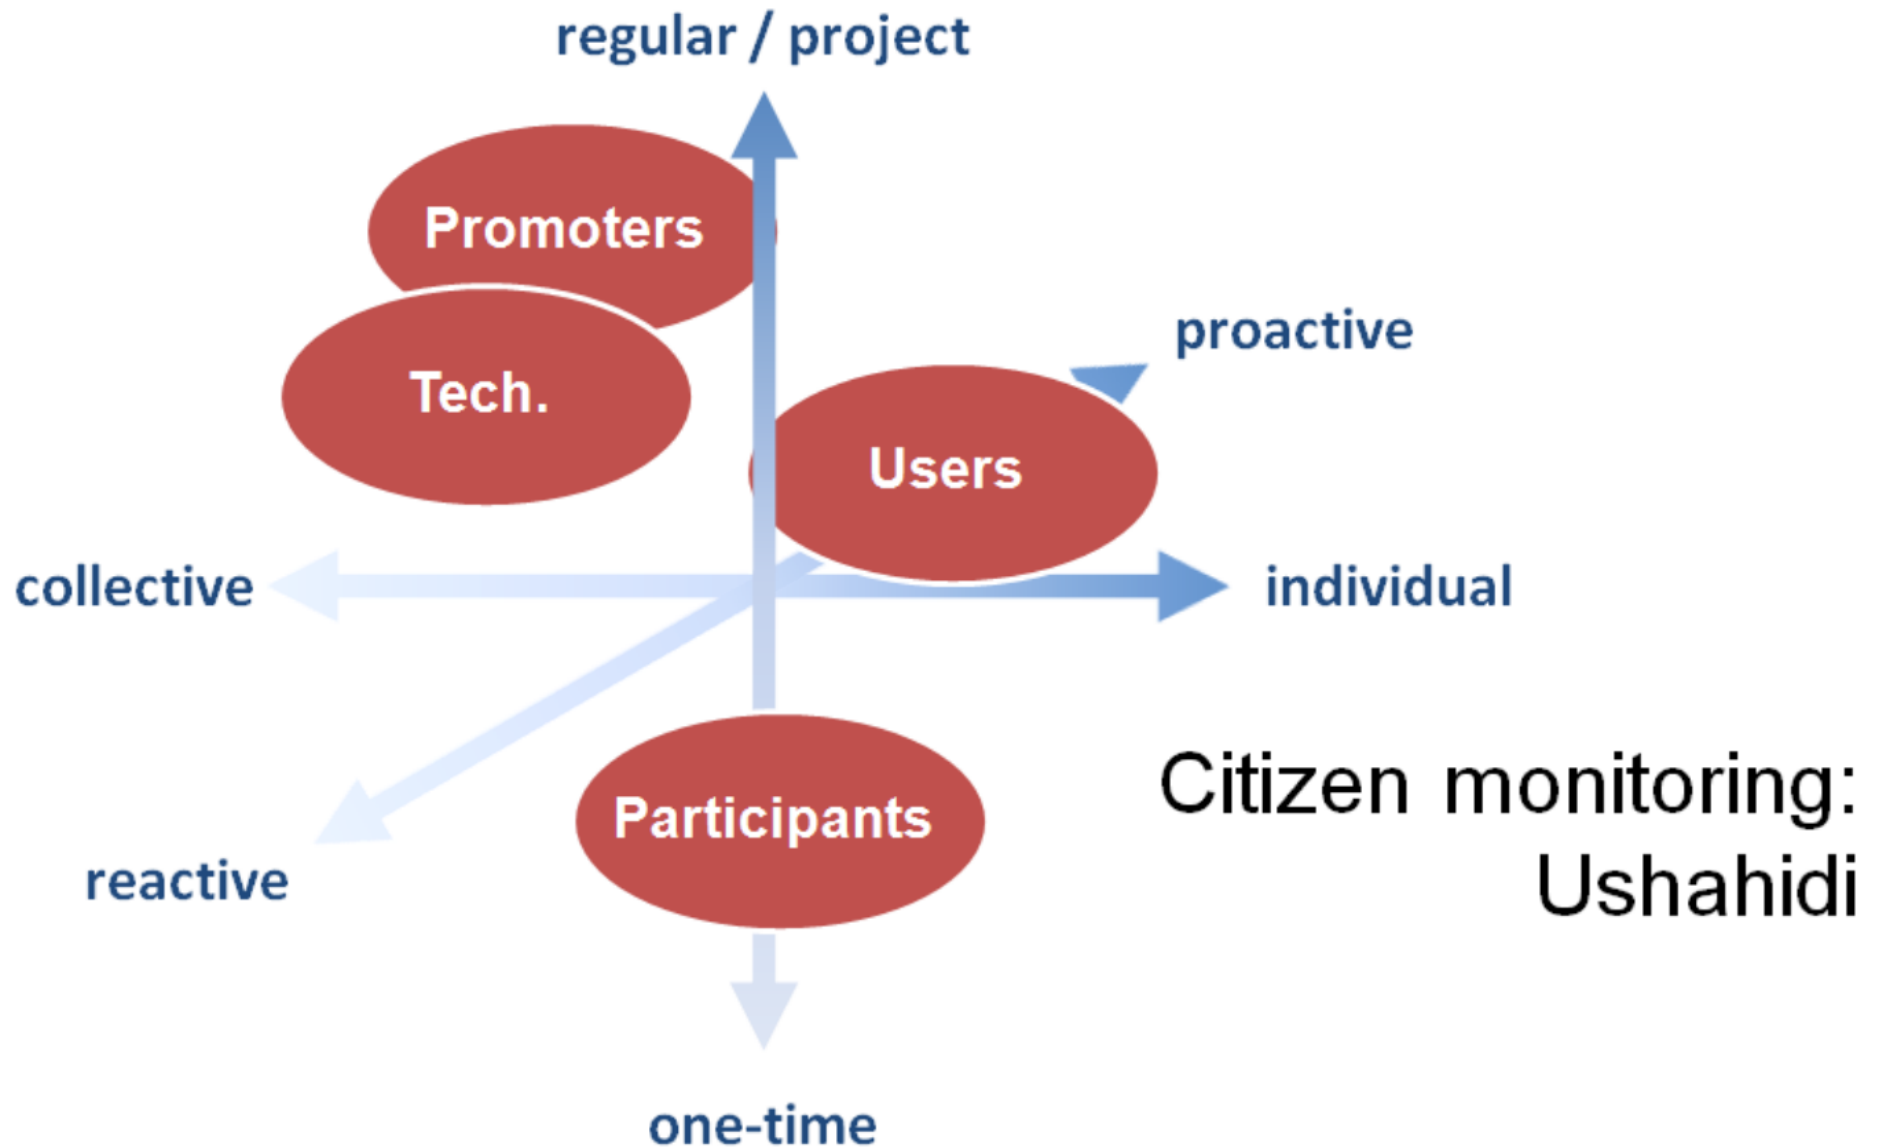 regular / project
Promoters
proactive
Tech.
Users
collective
individual
Citizen monitoring:
Participants
reactive
Ushahidi
one-time